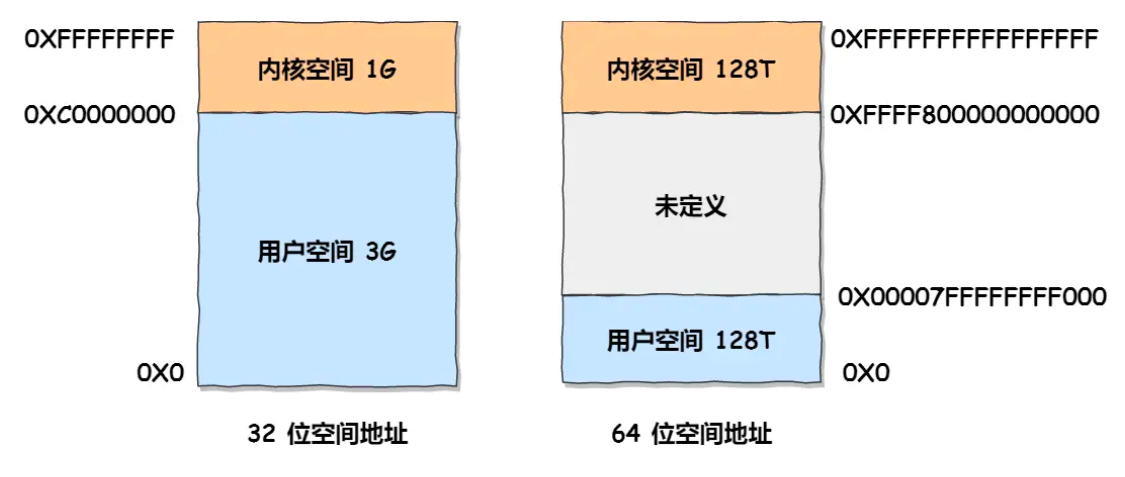 0XFFFFFFFF
内核空间 1G
0XC0000000
用户空间 3G
0X0
32 位空间地址
内核空间 128T
0XFFFFFFFFFFFFFFFF
0XFFFF800000000000
未定义
0X00007FFFFFFFF000
用户空间 128T
0X0
64 位空间地址